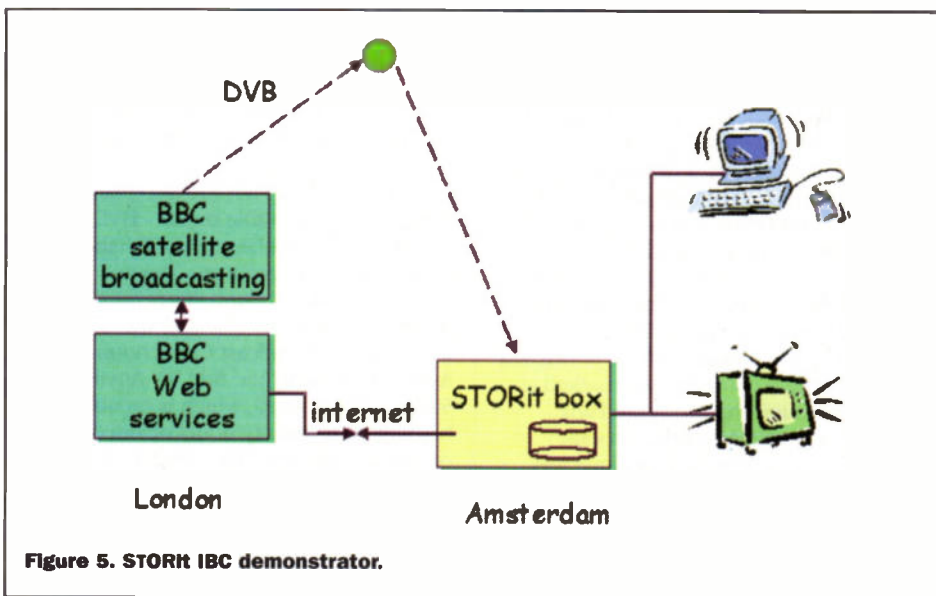 DVB
BBC
satellite
broadcasting
BBC
Web
services
internet
STORit box
London
Amsterdam
Figure 5. STORit IBC demonstrator.